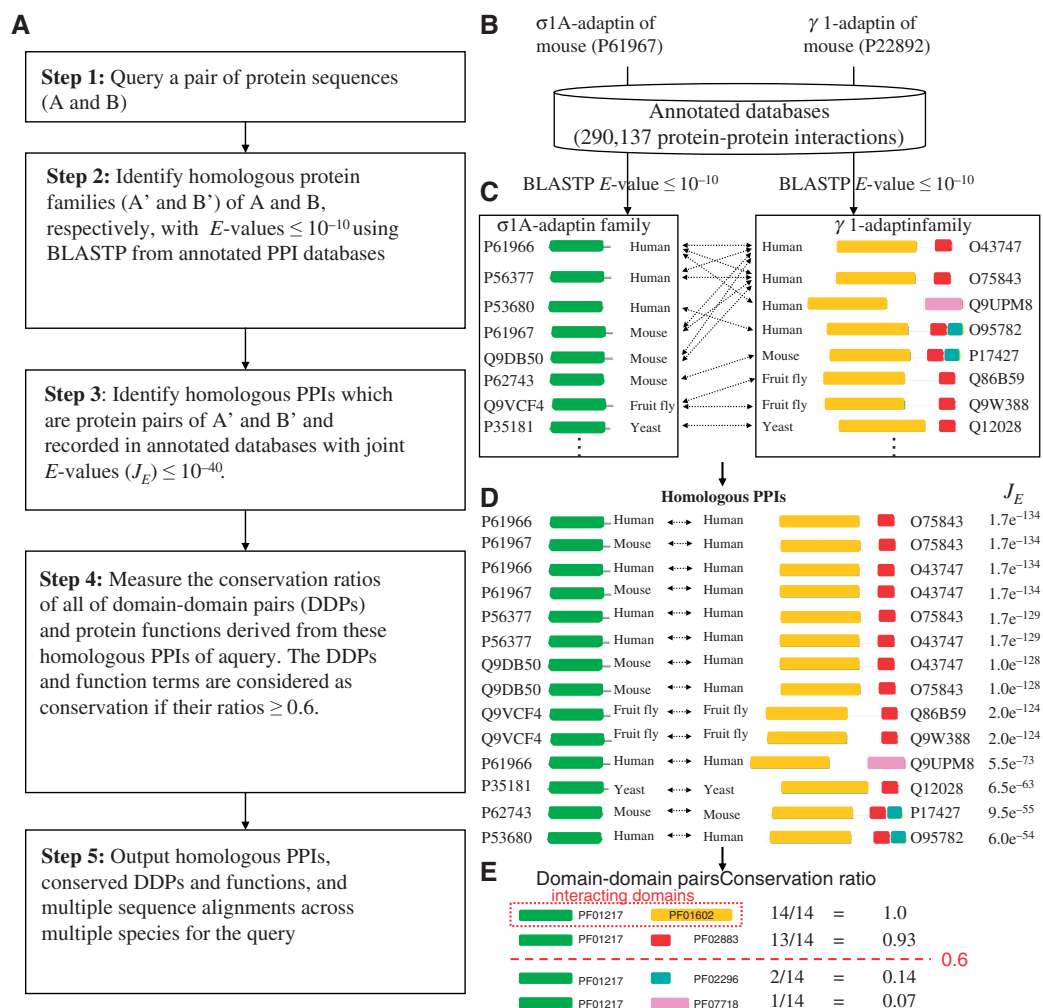 A
Step 1: Query a pair of protein sequences
(A and B)
Step 2: Identify homologous protein
families (A' and B') of A and B,
respectively, with E-values ≤ 10⁻¹⁰ using
BLASTP from annotated PPI databases
Step 3: Identify homologous PPIs which
are protein pairs of A' and B' and
recorded in annotated databases with joint
E-values (J_E) ≤ 10⁻⁴⁰.
Step 4: Measure the conservation ratios
of all of domain-domain pairs (DDPs)
and protein functions derived from these
homologous PPIs of aquery. The DDPs
and function terms are considered as
conservation if their ratios ≥ 0.6.
Step 5: Output homologous PPIs,
conserved DDPs and functions, and
multiple sequence alignments across
multiple species for the query
B
σ1A-adaptin of
mouse (P61967)
γ 1-adaptin of
mouse (P22892)
Annotated databases
(290,137 protein-protein interactions)
C
BLASTP E-value ≤ 10⁻¹⁰
BLASTP E-value ≤ 10⁻¹⁰
σ1A-adaptin family
γ 1-adaptinfamily
P61966 Human Human O43747
P56377 Human Human O75843
P53680 Human Human Q9UPM8
P61967 Mouse Human O95782
Q9DB50 Mouse Mouse P17427
P62743 Mouse Fruit fly Q86B59
Q9VCF4 Fruit fly Fruit fly Q9W388
P35181 Yeast Yeast Q12028
D
Homologous PPIs
J_E
P61966 Human Human O75843 1.7e⁻¹³⁴
P61967 Mouse Human O75843 1.7e⁻¹³⁴
P61966 Human Human O43747 1.7e⁻¹³⁴
P61967 Mouse Human O43747 1.7e⁻¹³⁴
P56377 Human Human O75843 1.7e⁻¹²⁹
P56377 Human Human O43747 1.7e⁻¹²⁹
Q9DB50 Mouse Human O43747 1.0e⁻¹²⁸
Q9DB50 Mouse Human O75843 1.0e⁻¹²⁸
Q9VCF4 Fruit fly Fruit fly Q86B59 2.0e⁻¹²⁴
Q9VCF4 Fruit fly Fruit fly Q9W388 2.0e⁻¹²⁴
P61966 Human Human Q9UPM8 5.5e⁻⁷³
P35181 Yeast Yeast Q12028 6.5e⁻⁶³
P62743 Mouse Mouse P17427 9.5e⁻⁵⁵
P53680 Human Human O95782 6.0e⁻⁵⁴
E
Domain-domain pairsConservation ratio
interacting domains
PF01217 PF01602 14/14 = 1.0
PF01217 PF02883 13/14 = 0.93
0.6
PF01217 PF02296 2/14 = 0.14
PF01217 PF07718 1/14 = 0.07